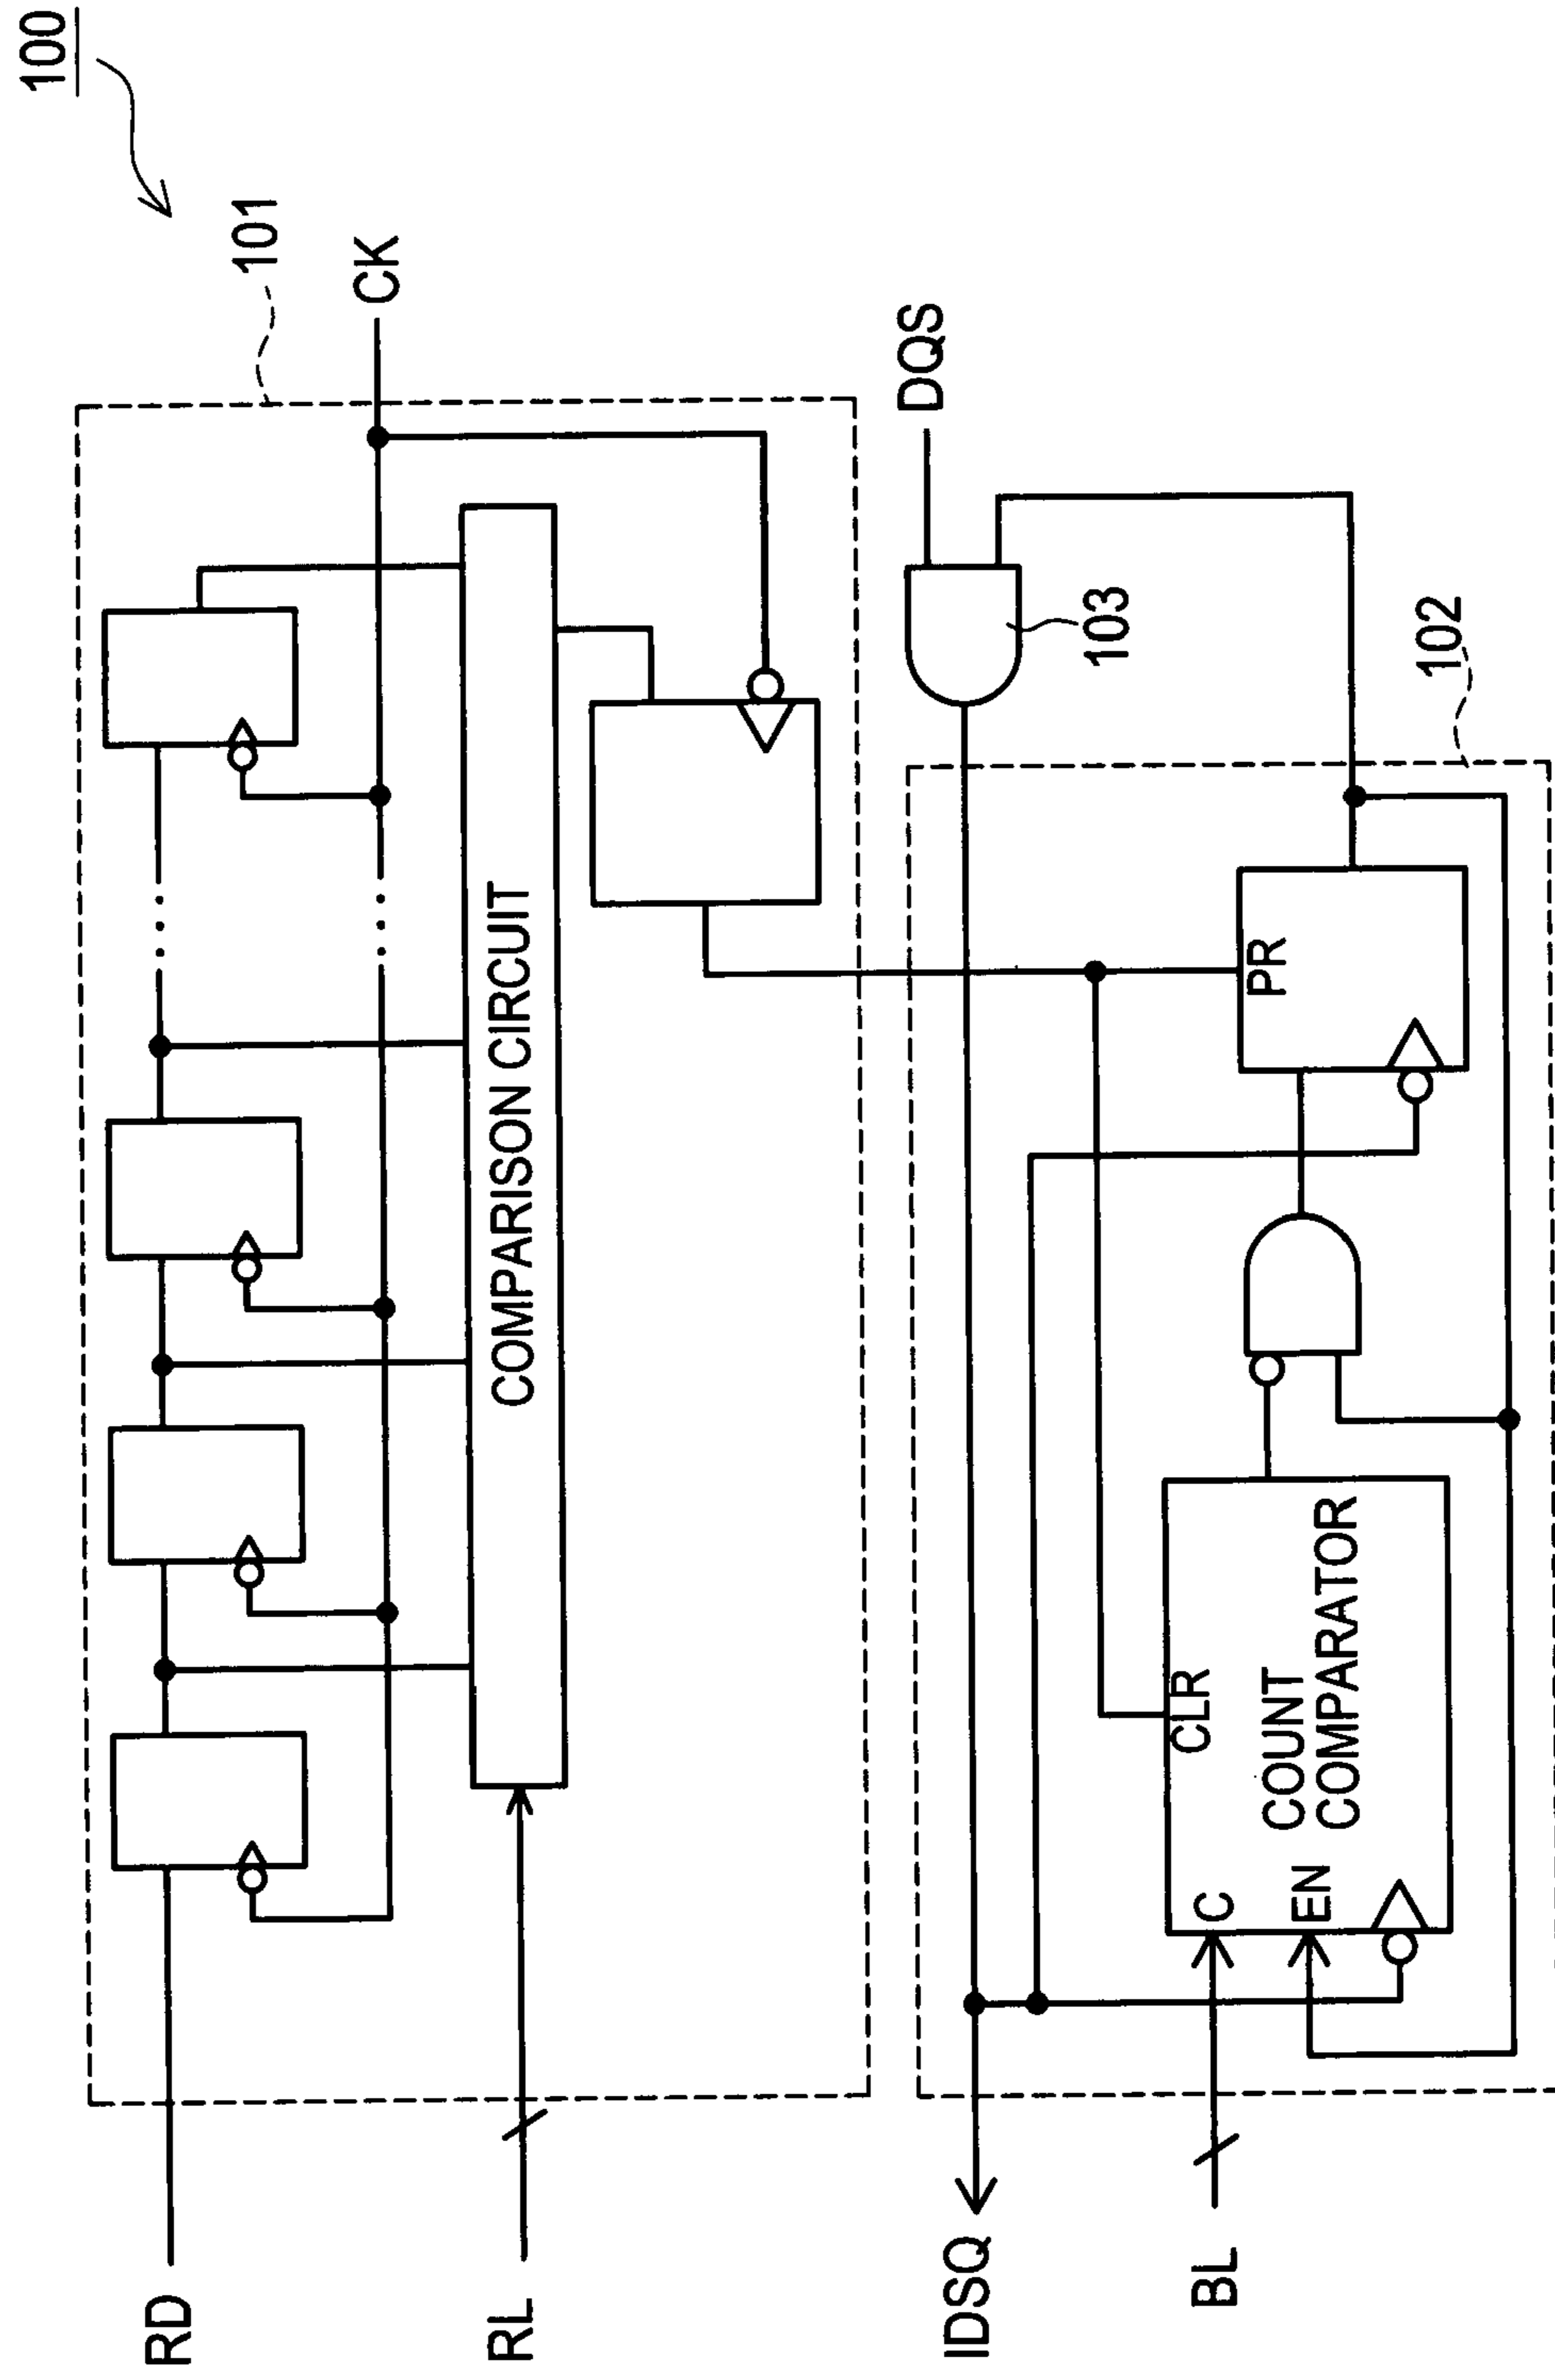 100
101
CK
RD
RL
COMPARISON CIRCUIT
DQS
103
102
IDSQ
BL
PR
CLR
C
EN
COUNT
COMPARATOR